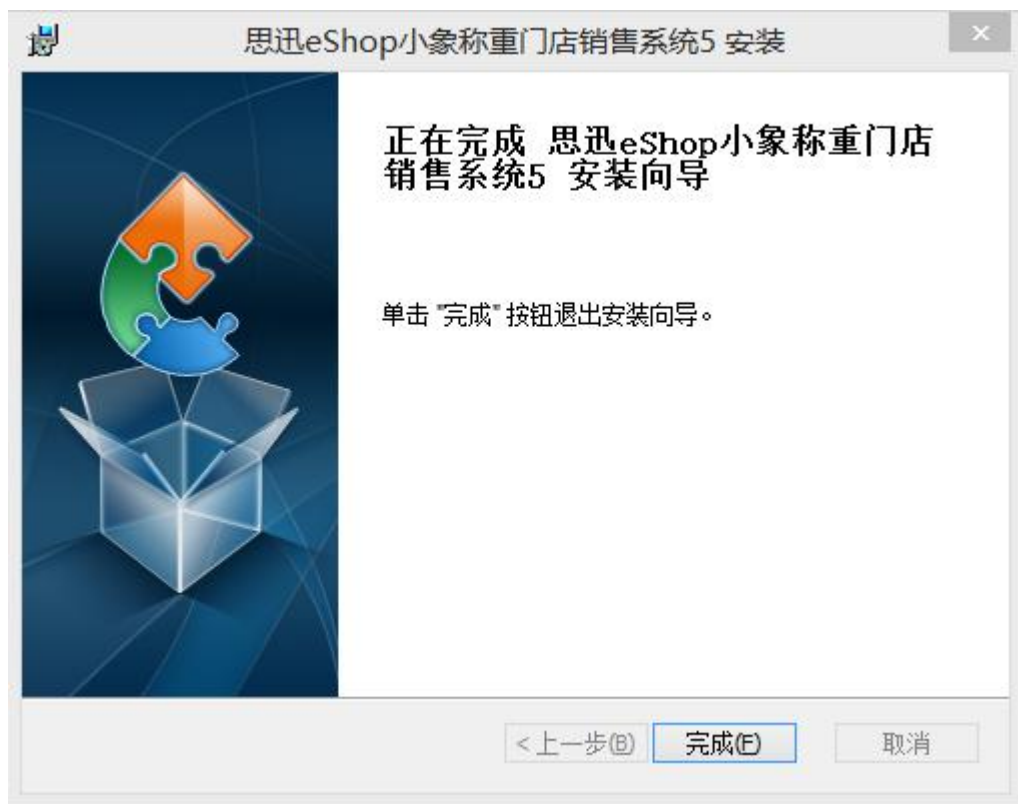 思迅eShop小象称重门店销售系统5 安装
正在完成 思迅eShop小象称重门店
销售系统5 安装向导
单击 "完成" 按钮退出安装向导。
<上一步(B)
完成(F)
取消